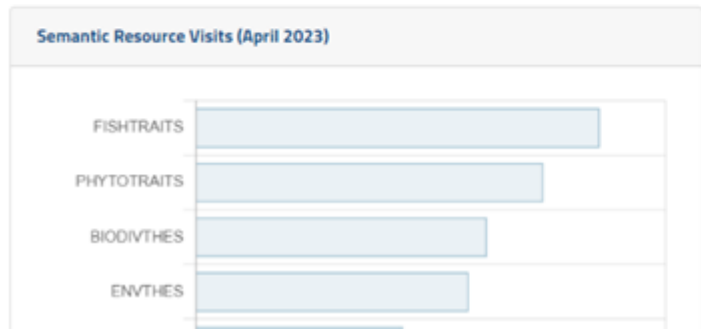 Semantic Resource Visits (April 2023)
FISHTRAITS
PHYTOTRAITS
BIODIVTHES
ENVTHES